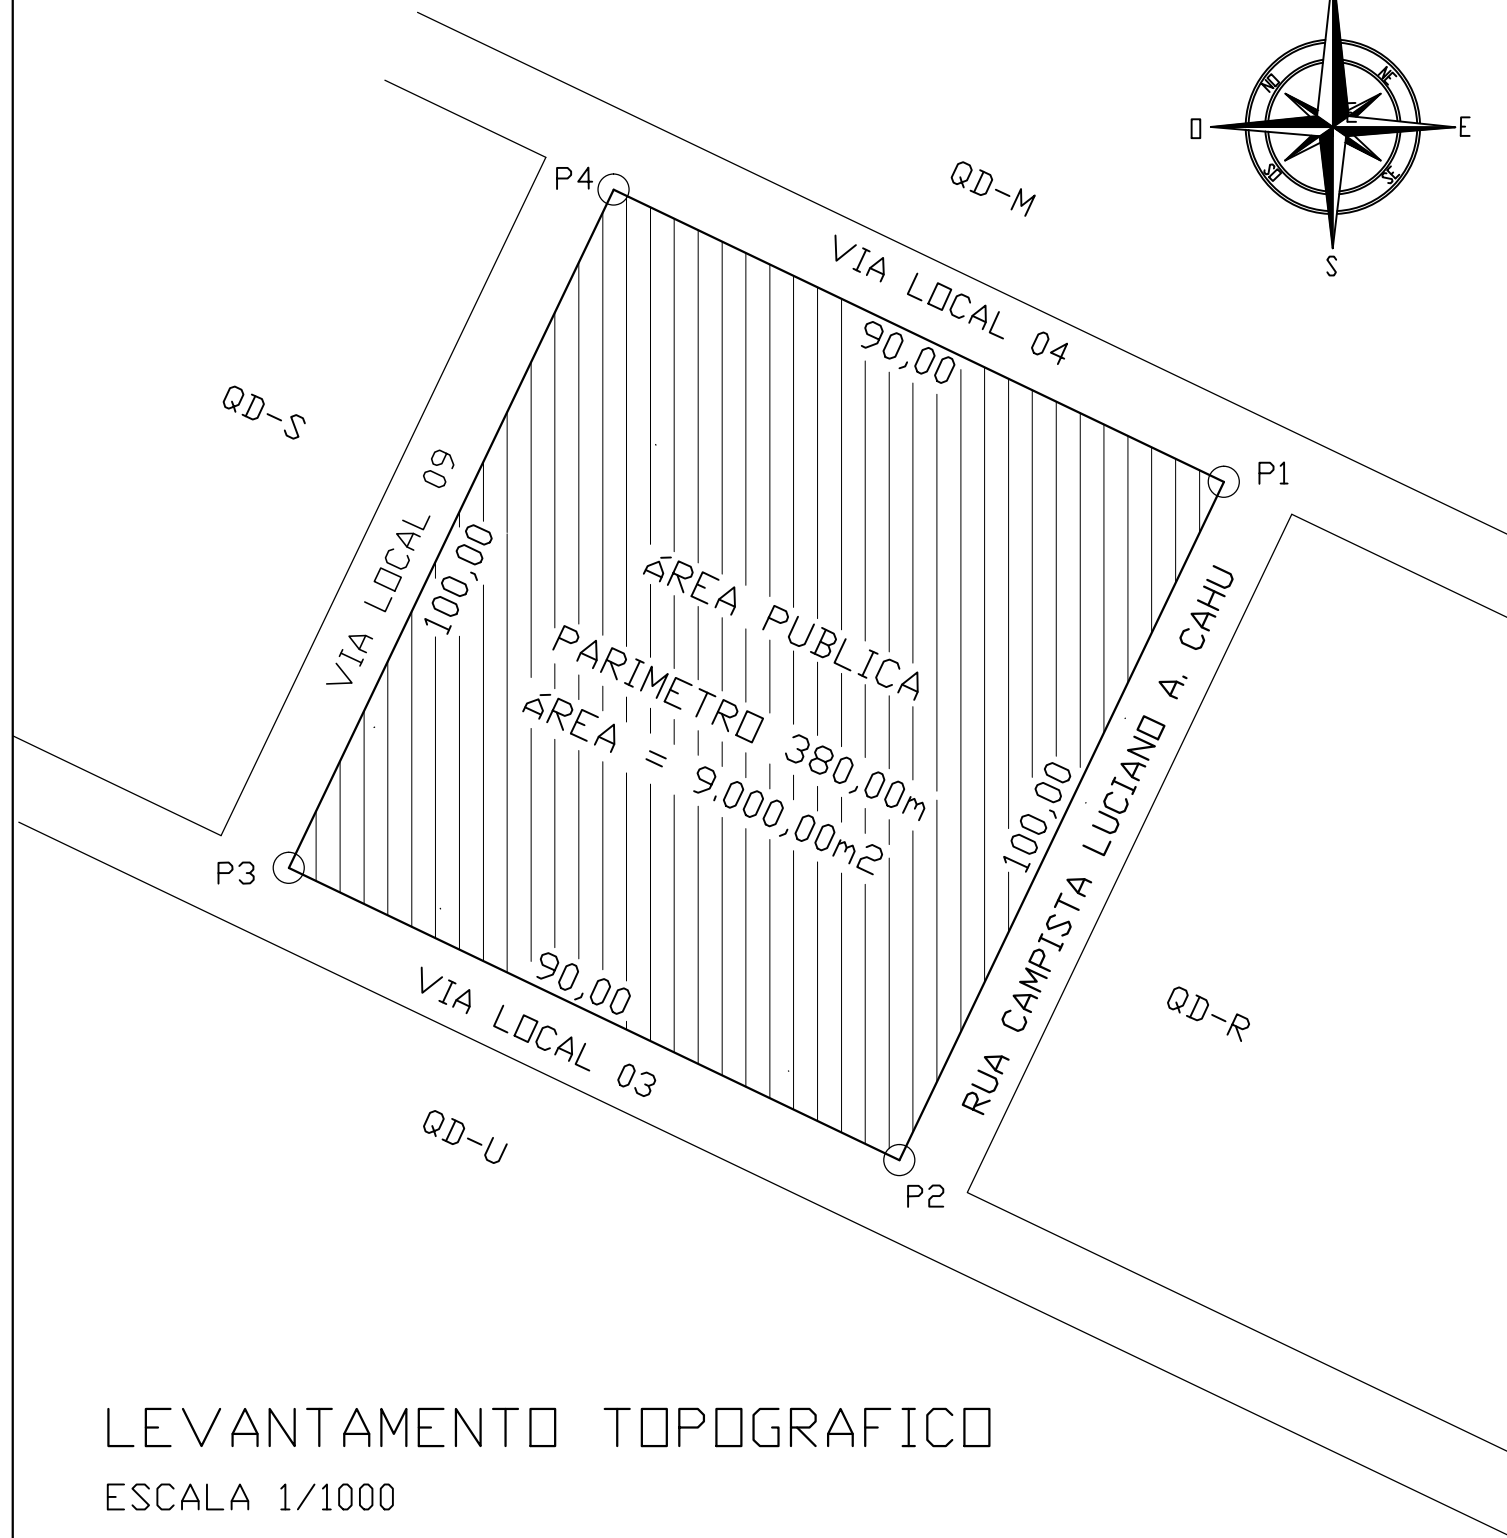 NO
NE
E
O
E
SO
SE
S
P4
QD-M
VIA LOCAL 04
90,00
QD-S
P1
VIA LOCAL 09
100,00
ÁREA PUBLICA
PARIMETRO 380,00m
ÁREA = 9.000,00m2
100,00
RUA CAMPISTA LUCIANO A. CAHU
P3
90,00
VIA LOCAL 03
QD-R
QD-U
P2
LEVANTAMENTO TOPOGRAFICO
ESCALA 1/1000